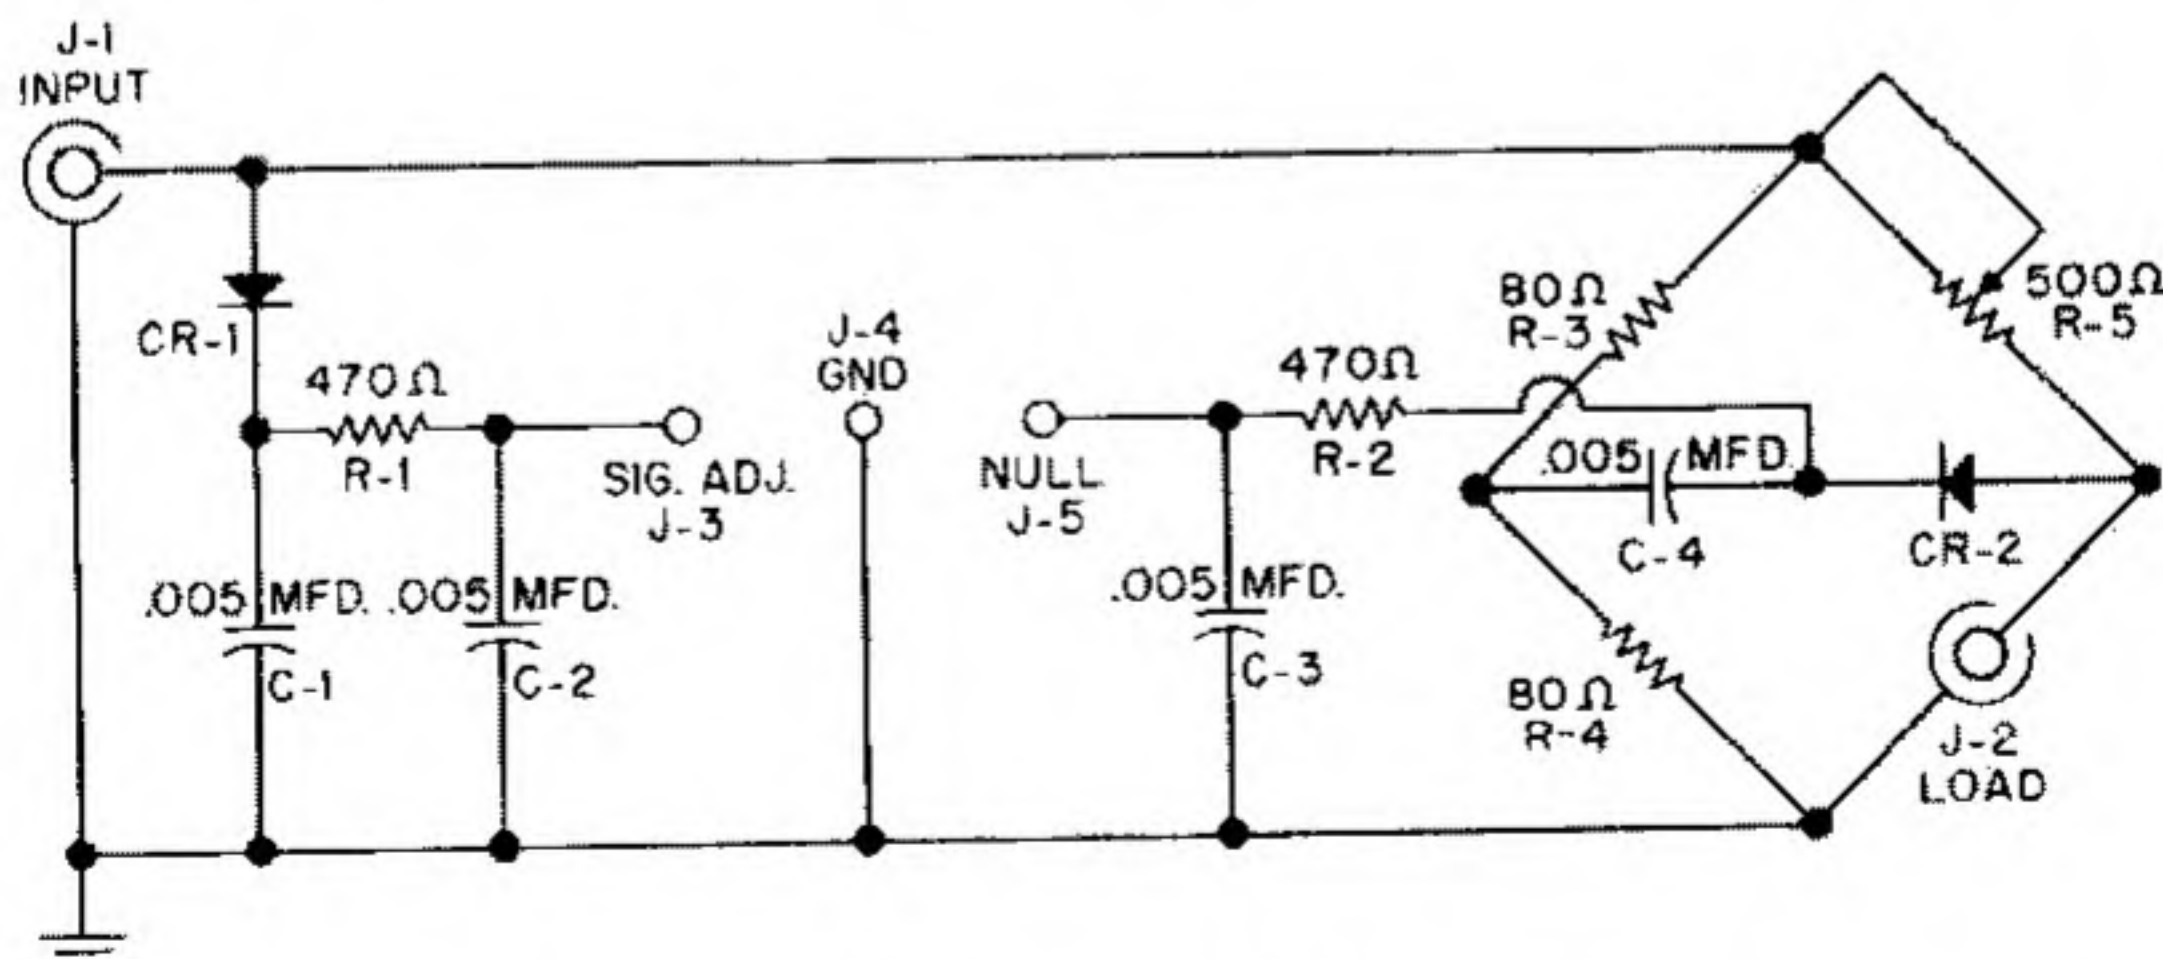 J-1
INPUT
CR-1
470Ω
R-1
SIG. ADJ.
J-3
.005 MFD.
C-1
.005 MFD.
C-2
J-4
GND
NULL
J-5
470Ω
R-2
.005 MFD.
C-3
80Ω
R-3
500Ω
R-5
.005 MFD.
C-4
CR-2
80Ω
R-4
J-2
LOAD